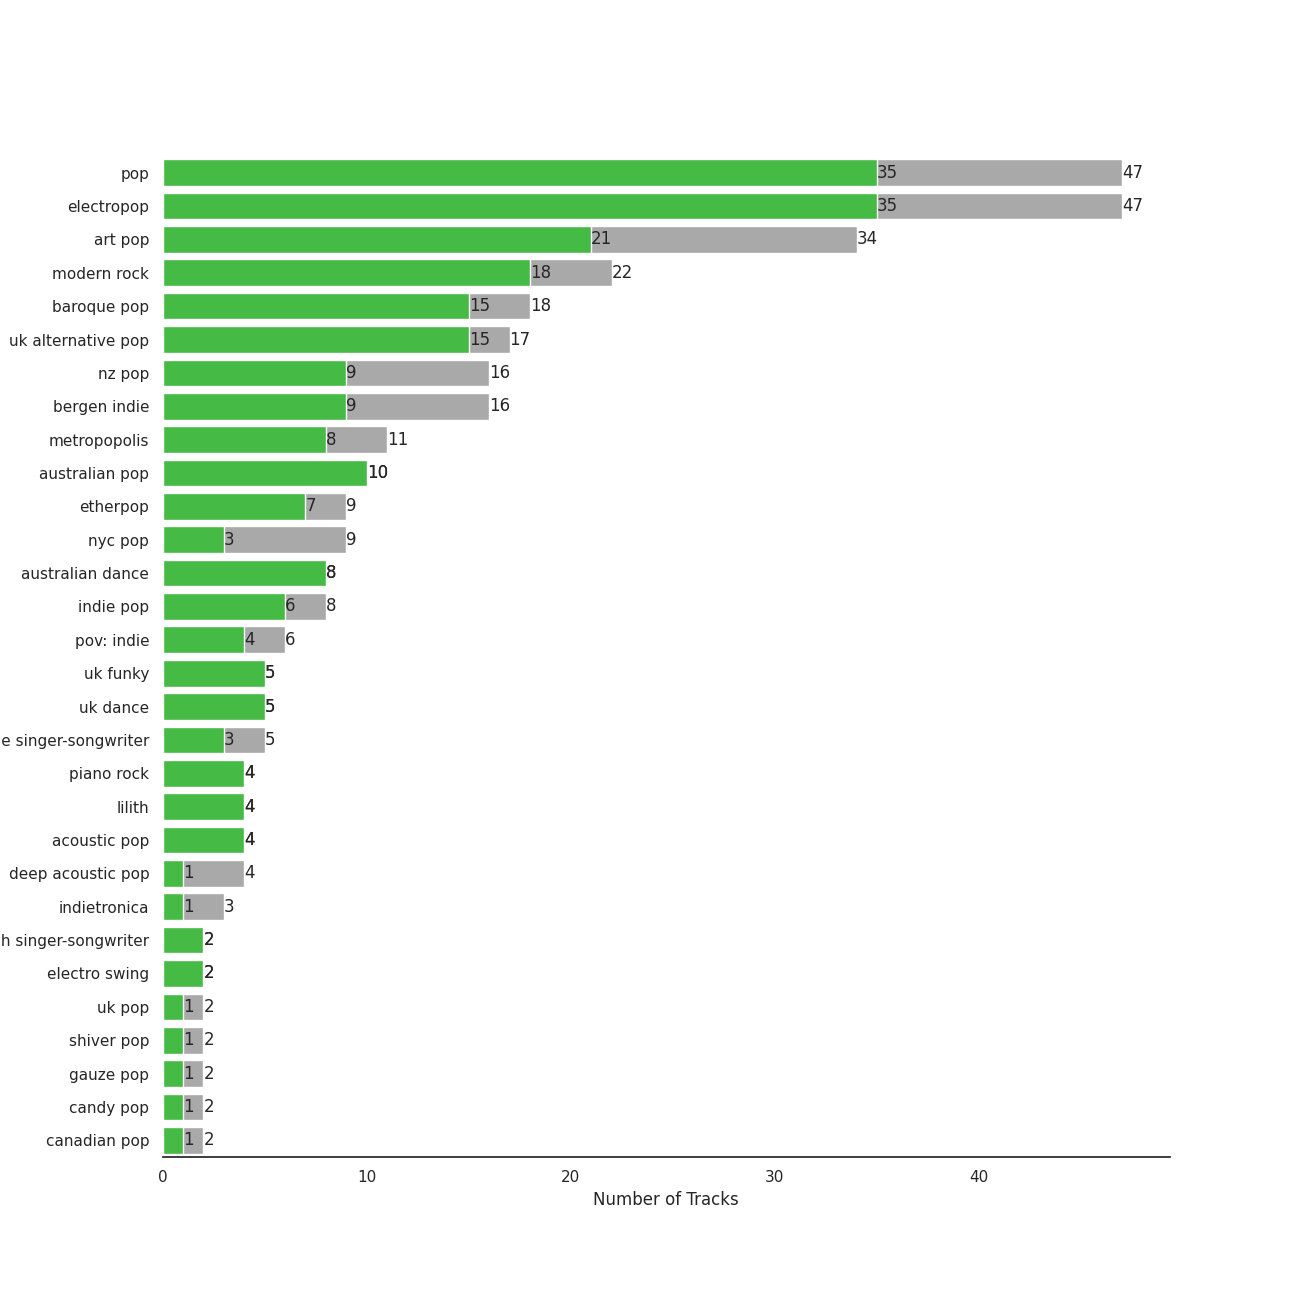 pop 35 47
electropop 35 47
art pop 21 34
modern rock 18 22
baroque pop 15 18
uk alternative pop 15 17
nz pop 9 16
bergen indie 9 16
metropopolis 8 11
australian pop 10
etherpop 7 9
nyc pop 3 9
australian dance 8
indie pop 6 8
pov: indie 4 6
uk funky 5
uk dance 5
e singer-songwriter 3 5
piano rock 4
lilith 4
acoustic pop 4
deep acoustic pop 1 4
indietronica 1 3
h singer-songwriter 2
electro swing 2
uk pop 1 2
shiver pop 1 2
gauze pop 1 2
candy pop 1 2
canadian pop 1 2
0 10 20 30 40
Number of Tracks